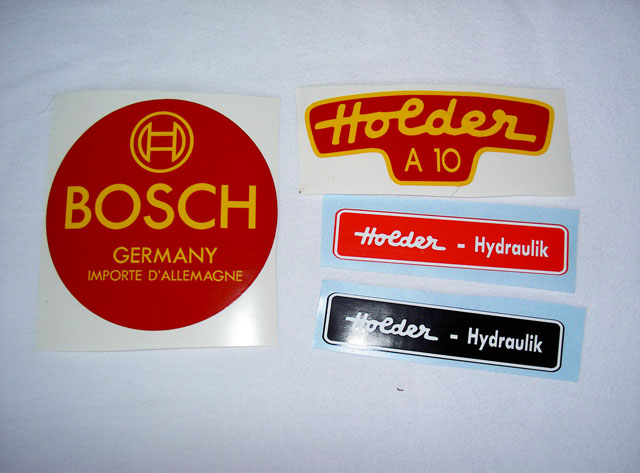 BOSCH
GERMANY
IMPORTE D'ALLEMAGNE
Holder
A 10
Holder - Hydraulik
Holder - Hydraulik